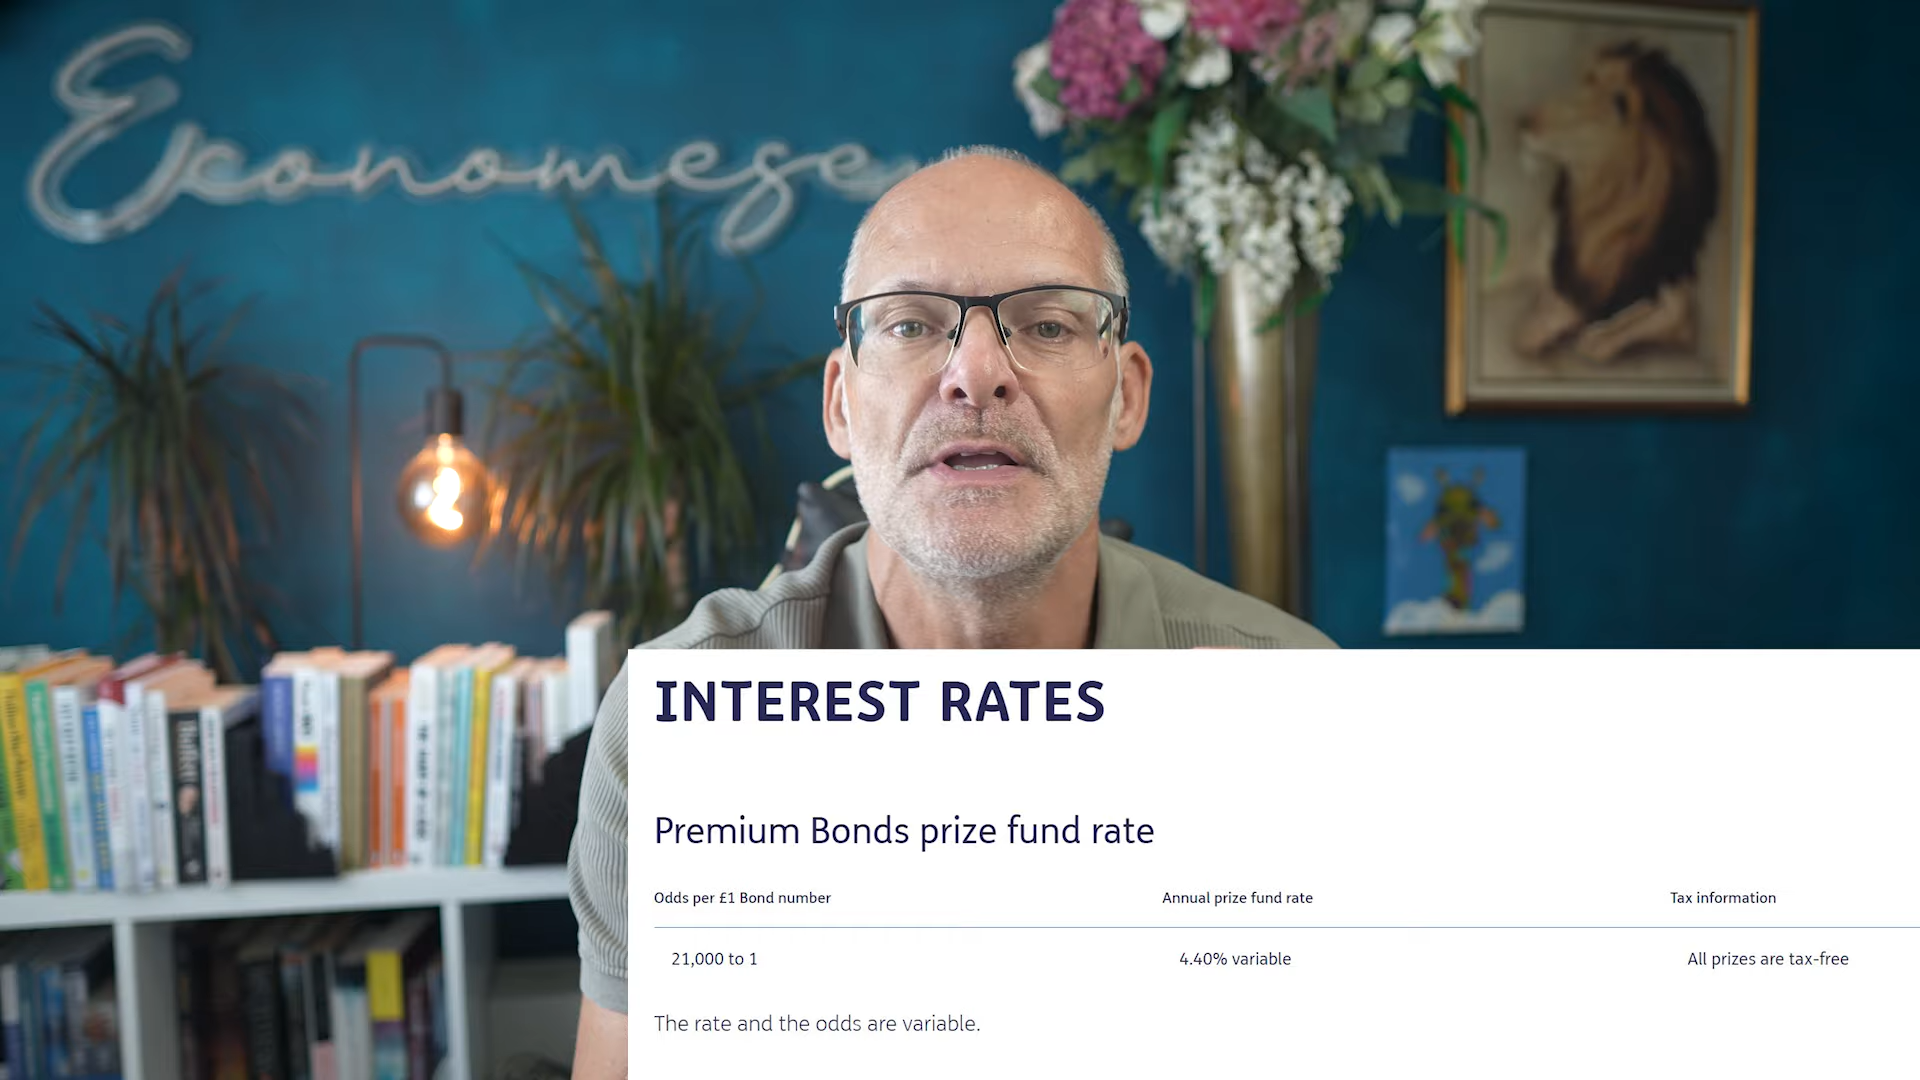 Economese
INTEREST RATES
Premium Bonds prize fund rate
Odds per £1 Bond number Annual prize fund rate Tax information
21,000 to 1 4.40% variable All prizes are tax-free
The rate and the odds are variable.